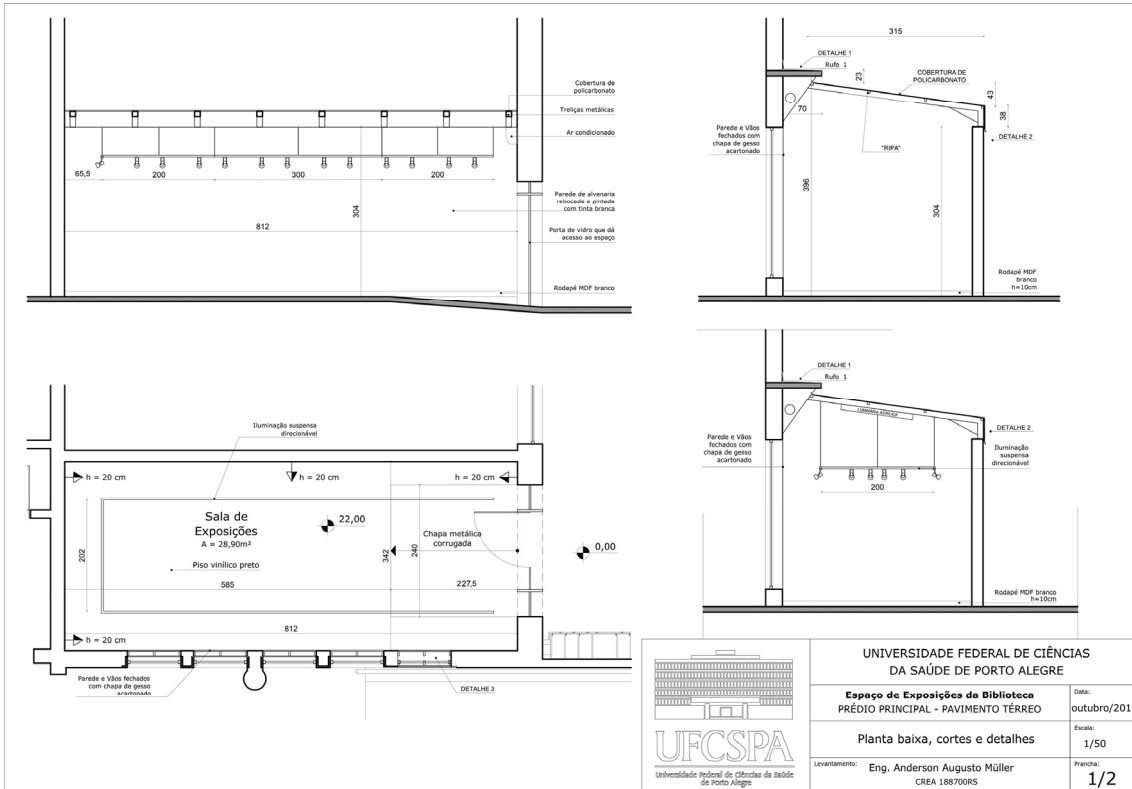 Cobertura de
policarbonato
Treliças metálicas
Ar condicionado
65,5
200
300
200
304
812
Parede de alvenaria
rebocada e pintada
com tinta branca
Porta de vidro que dá
acesso ao espaço
Rodapé MDF branco
315
DETALHE 1
Rufo 1
23
COBERTURA DE
POLICARBONATO
43
38
70
Parede e Vãos
fechados com
chapa de gesso
acartonado
"RIPA"
DETALHE 2
396
304
Rodapé MDF
branco
h=10cm
DETALHE 1
Rufo 1
LUMINÁRIA ACRÍLICA
DETALHE 2
Parede e Vãos
fechados com
chapa de gesso
acartonado
Iluminação
suspensa
direcionável
200
Rodapé MDF branco
h=10cm
Iluminação suspensa
direcionável
h = 20 cm
h = 20 cm
h = 20 cm
Sala de
Exposições
A = 28,90m²
22,00
Chapa metálica
corrugada
0,00
202
342
240
Piso vinílico preto
585
227,5
812
h = 20 cm
Parede e Vãos fechados
com chapa de gesso
acartonado
DETALHE 3
UFCSPA
Universidade Federal de Ciências da Saúde
de Porto Alegre
UNIVERSIDADE FEDERAL DE CIÊNCIAS
DA SAÚDE DE PORTO ALEGRE
Espaço de Exposições da Biblioteca
PRÉDIO PRINCIPAL - PAVIMENTO TÉRREO
Data:
outubro/201
Planta baixa, cortes e detalhes
Escala:
1/50
Levantamento:
Eng. Anderson Augusto Müller
CREA 188700RS
Prancha:
1/2